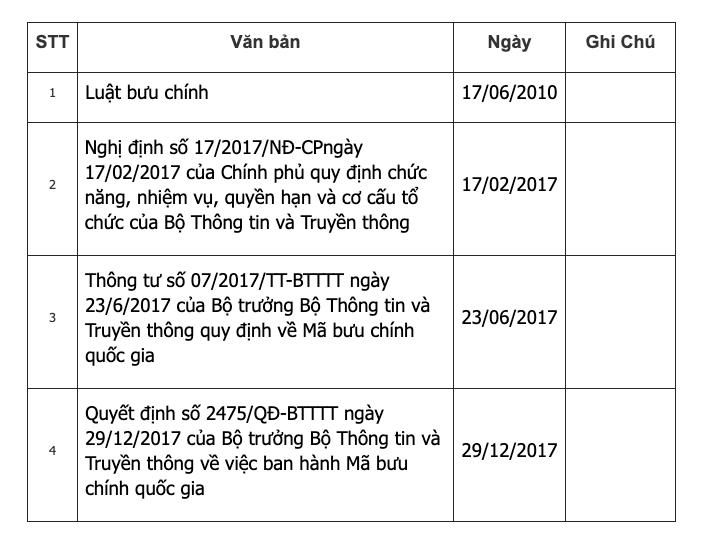 STT Văn bản Ngày Ghi Chú
1 Luật bưu chính 17/06/2010
Nghị định số 17/2017/NĐ-CPngày
17/02/2017 của Chính phủ quy định chức
2 năng, nhiệm vụ, quyền hạn và cơ cấu tổ 17/02/2017
chức của Bộ Thông tin và Truyền thông
Thông tư số 07/2017/TT-BTTTT ngày
23/6/2017 của Bộ trưởng Bộ Thông tin và
3 Truyền thông quy định về Mã bưu chính 23/06/2017
quốc gia
Quyết định số 2475/QĐ-BTTTT ngày
29/12/2017 của Bộ trưởng Bộ Thông tin và
4 Truyền thông về việc ban hành Mã bưu 29/12/2017
chính quốc gia